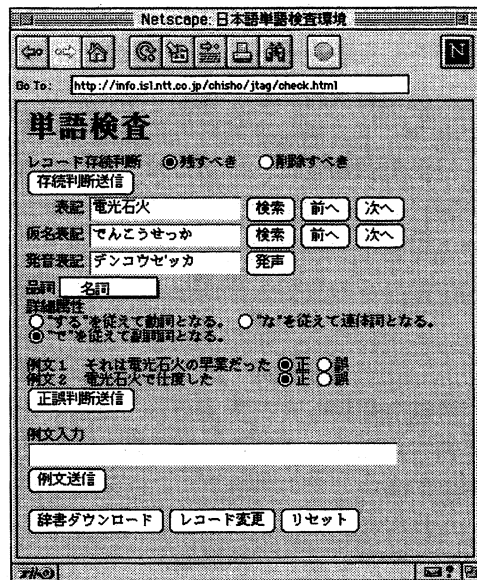 Netscape: 日本語単語検査環境
N
Go To: http://info.isl.ntt.co.jp/chisho/jtag/check.html
単語検査
レコード存続判断 ◉残すべき ○削除すべき
存続判断送信
表記 電光石火 検索 前へ 次へ
仮名表記 でんこうせっか 検索 前へ 次へ
発音表記 デンコウセ'ッカ 発声
品詞 名詞
詳細属性
○"する"を従えて動詞となる。 ○"な"を従えて連体詞となる。
◉"で"を従えて副詞となる。
例文1 それは電光石火の早業だった ◉正 ○誤
例文2 電光石火で仕度した ◉正 ○誤
正誤判断送信
例文入力
例文送信
辞書ダウンロード レコード変更 リセット